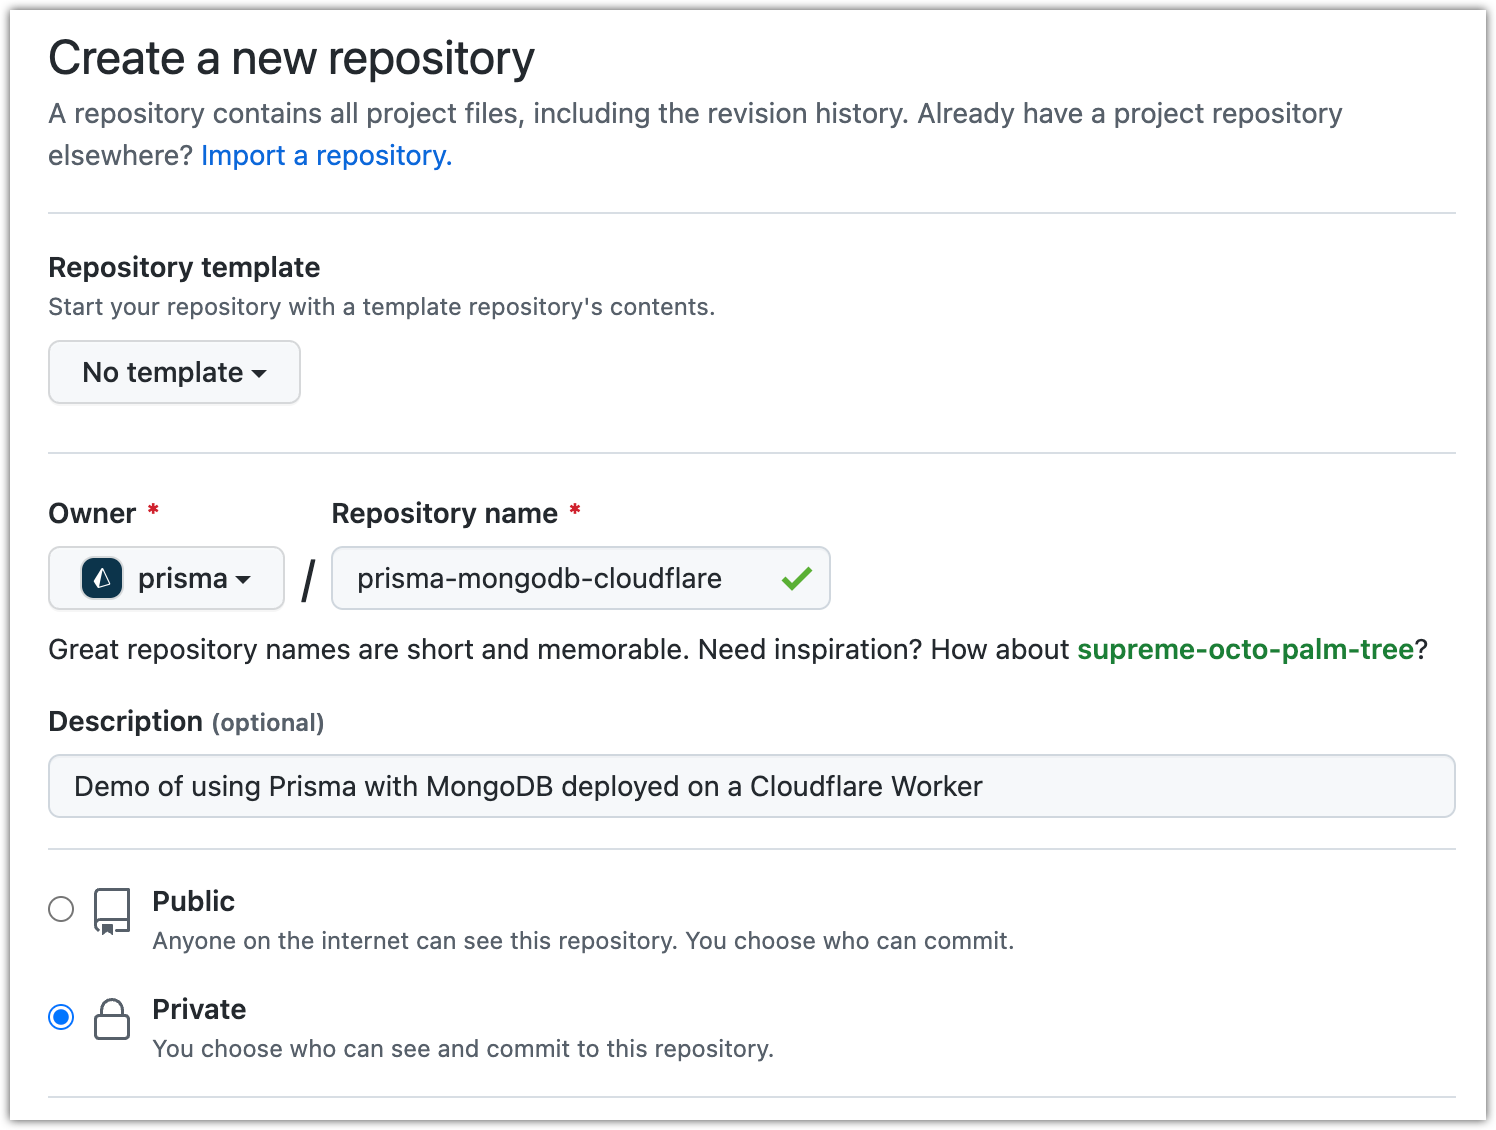 Create a new repository
A repository contains all project files, including the revision history. Already have a project repository
elsewhere? Import a repository.
Repository template
Start your repository with a template repository's contents.
No template
Owner * Repository name *
prisma / prisma-mongodb-cloudflare
Great repository names are short and memorable. Need inspiration? How about supreme-octo-palm-tree?
Description (optional)
Demo of using Prisma with MongoDB deployed on a Cloudflare Worker
Public
Anyone on the internet can see this repository. You choose who can commit.
Private
You choose who can see and commit to this repository.